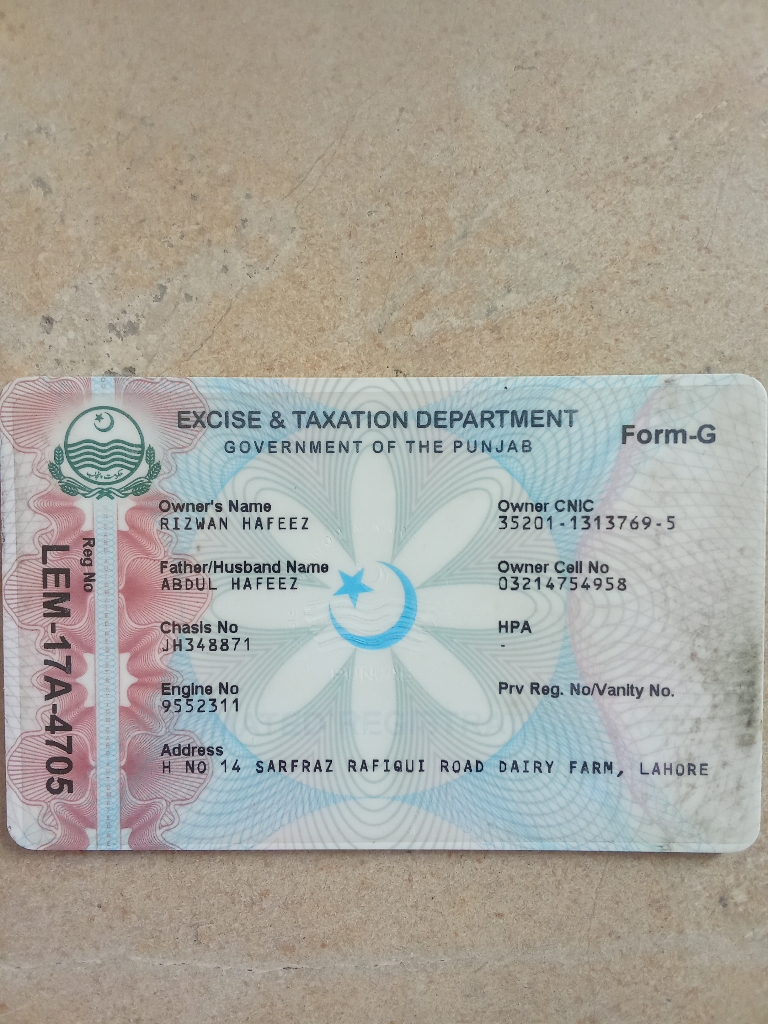 EXCISE & TAXATION DEPARTMENT
GOVERNMENT OF THE PUNJAB
Form-G
حکومت پنجاب
Reg No
LEM-17A-4705
Owner's Name
RIZWAN HAFEEZ
Owner CNIC
35201-1313769-5
Father/Husband Name
ABDUL HAFEEZ
Owner Cell No
03214754958
Chasis No
JH348871
HPA
-
Engine No
9552311
Prv Reg. No/Vanity No.
Address
H NO 14 SARFRAZ RAFIQUI ROAD DAIRY FARM, LAHORE